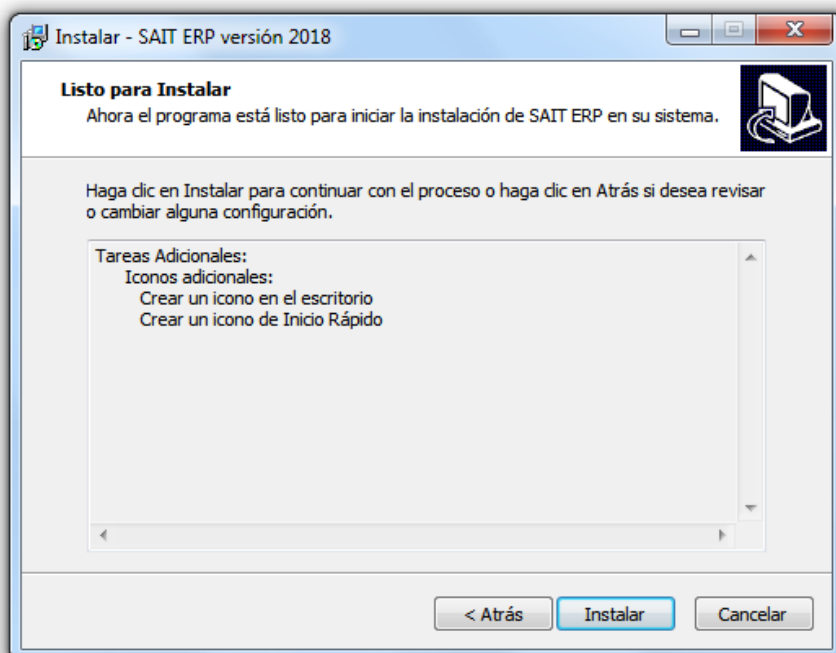 Instalar - SAIT ERP versión 2018
Listo para Instalar
Ahora el programa está listo para iniciar la instalación de SAIT ERP en su sistema.
Haga clic en Instalar para continuar con el proceso o haga clic en Atrás si desea revisar
o cambiar alguna configuración.
Tareas Adicionales:
Iconos adicionales:
Crear un icono en el escritorio
Crear un icono de Inicio Rápido
< Atrás
Instalar
Cancelar